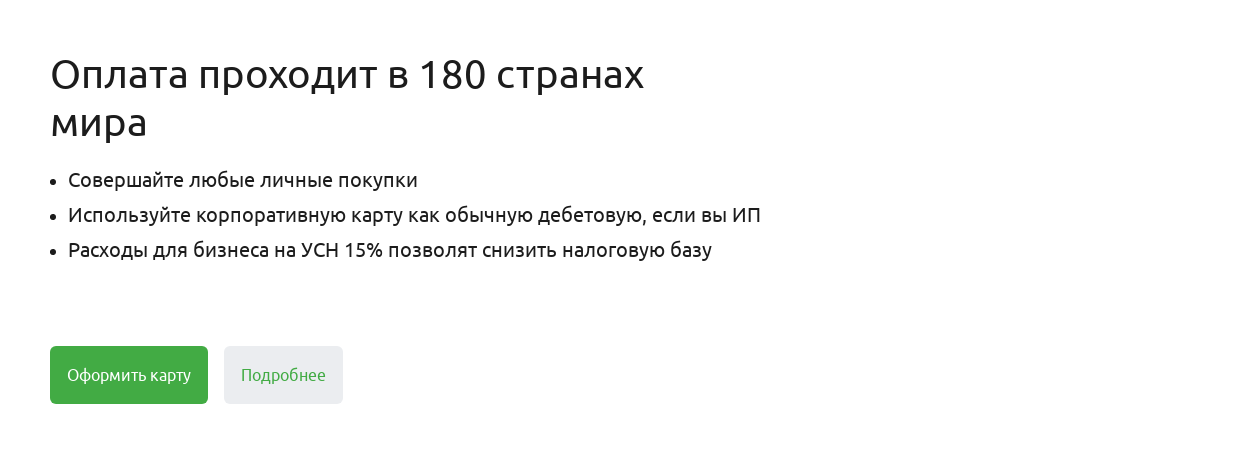 Оплата проходит в 180 странах
мира
Совершайте любые личные покупки
Используйте корпоративную карту как обычную дебетовую, если вы ИП
Расходы для бизнеса на УСН 15% позволят снизить налоговую базу
Оформить карту
Подробнее